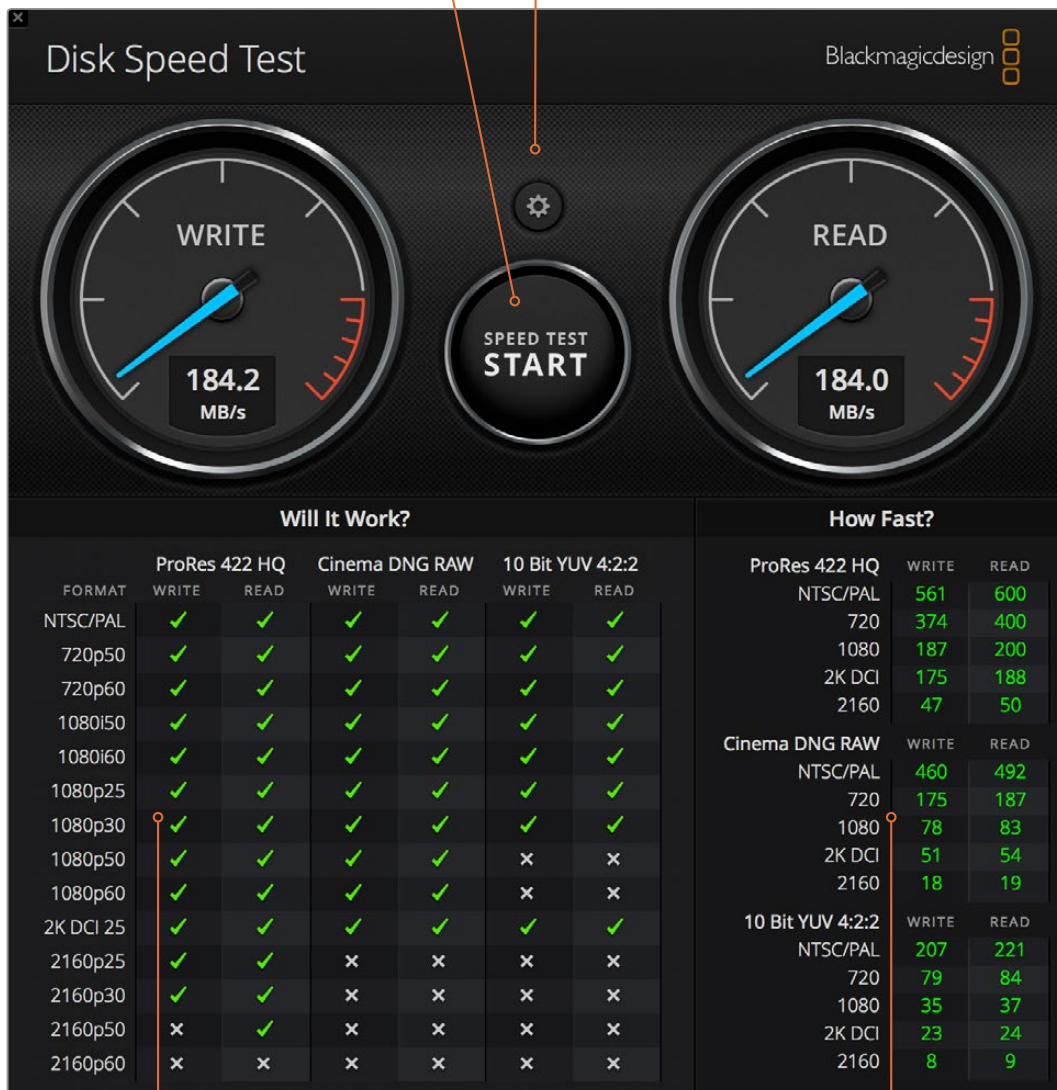 Disk Speed Test
Blackmagicdesign
WRITE
184.2
MB/s
SPEED TEST
START
READ
184.0
MB/s
Will It Work?
ProRes 422 HQ Cinema DNG RAW 10 Bit YUV 4:2:2
FORMAT WRITE READ WRITE READ WRITE READ
NTSC/PAL ✓ ✓ ✓ ✓ ✓ ✓
720p50 ✓ ✓ ✓ ✓ ✓ ✓
720p60 ✓ ✓ ✓ ✓ ✓ ✓
1080i50 ✓ ✓ ✓ ✓ ✓ ✓
1080i60 ✓ ✓ ✓ ✓ ✓ ✓
1080p25 ✓ ✓ ✓ ✓ ✓ ✓
1080p30 ✓ ✓ ✓ ✓ ✓ ✓
1080p50 ✓ ✓ ✓ ✓ × ×
1080p60 ✓ ✓ ✓ ✓ × ×
2K DCI 25 ✓ ✓ ✓ ✓ ✓ ✓
2160p25 ✓ ✓ × × × ×
2160p30 ✓ ✓ × × × ×
2160p50 × ✓ × × × ×
2160p60 × × × × × ×
How Fast?
ProRes 422 HQ WRITE READ
NTSC/PAL 561 600
720 374 400
1080 187 200
2K DCI 175 188
2160 47 50
Cinema DNG RAW WRITE READ
NTSC/PAL 460 492
720 175 187
1080 78 83
2K DCI 51 54
2160 18 19
10 Bit YUV 4:2:2 WRITE READ
NTSC/PAL 207 221
720 79 84
1080 35 37
2K DCI 23 24
2160 8 9